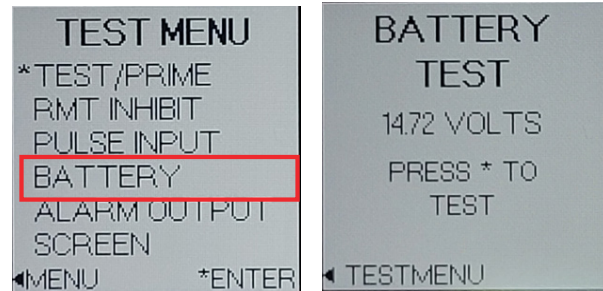 TEST MENU
*TEST/PRIME
RMT INHIBIT
PULSE INPUT
BATTERY
ALARM OUTPUT
SCREEN
◀MENU *ENTER
BATTERY
TEST
14.72 VOLTS
PRESS * TO
TEST
◀ TESTMENU